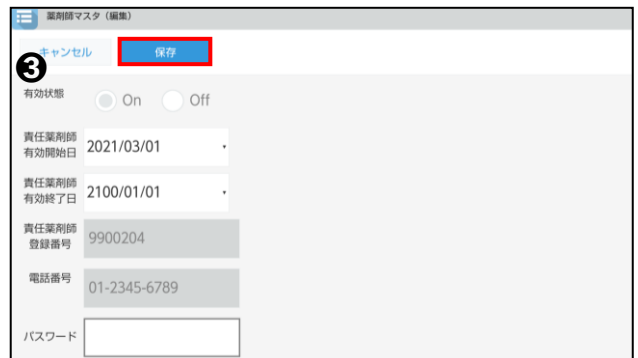 薬剤師マスタ（編集）
キャンセル 保存
❸
有効状態 On Off
責任薬剤師
有効開始日 2021/03/01
責任薬剤師
有効終了日 2100/01/01
責任薬剤師
登録番号 9900204
電話番号 01-2345-6789
パスワード